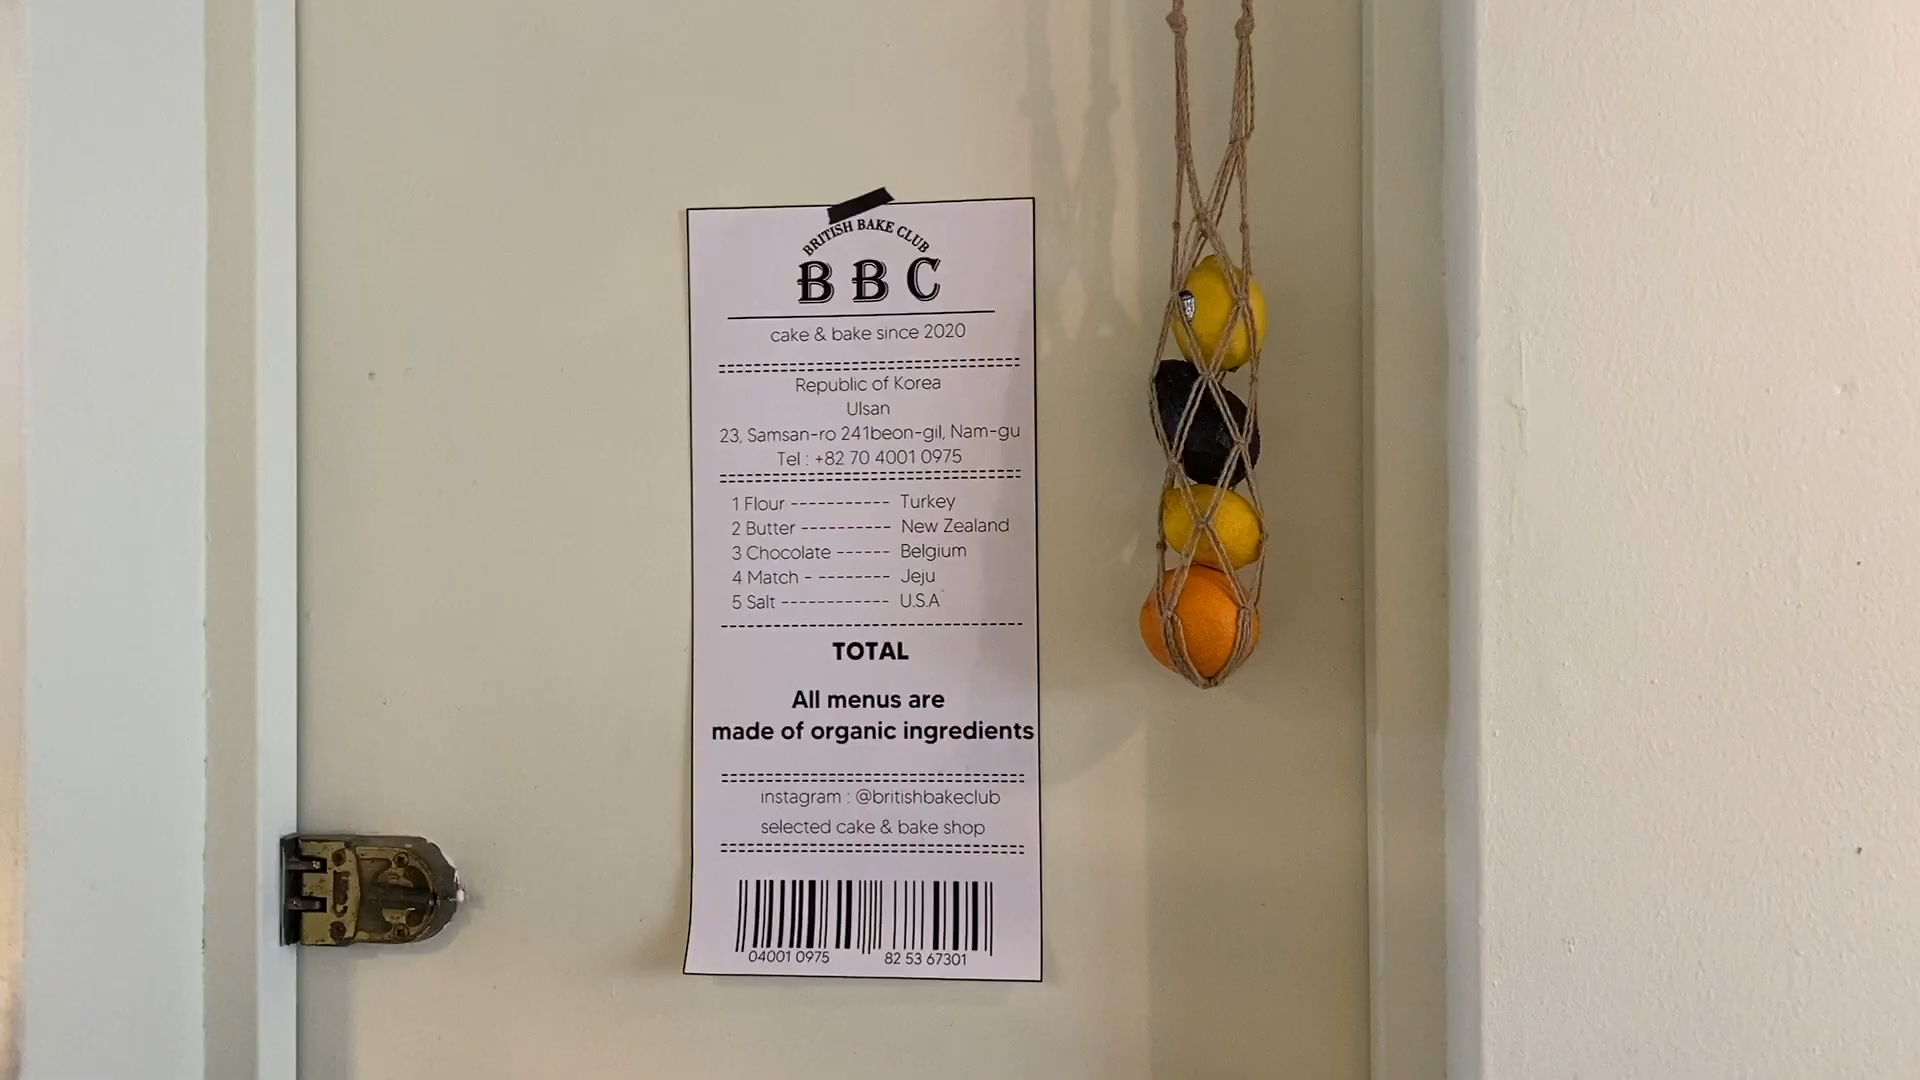 BRITISH BAKE CLUB
B B C
cake & bake since 2020
Republic of Korea
Ulsan
23, Samsan-ro 241beon-gil, Nam-gu
Tel : +82 70 4001 0975
1 Flour ----------- Turkey
2 Butter ---------- New Zealand
3 Chocolate ------ Belgium
4 Match - -------- Jeju
5 Salt ------------ U.S.A
TOTAL
All menus are
made of organic ingredients
instagram : @britishbakeclub
selected cake & bake shop
04001 0975 82 53 67301